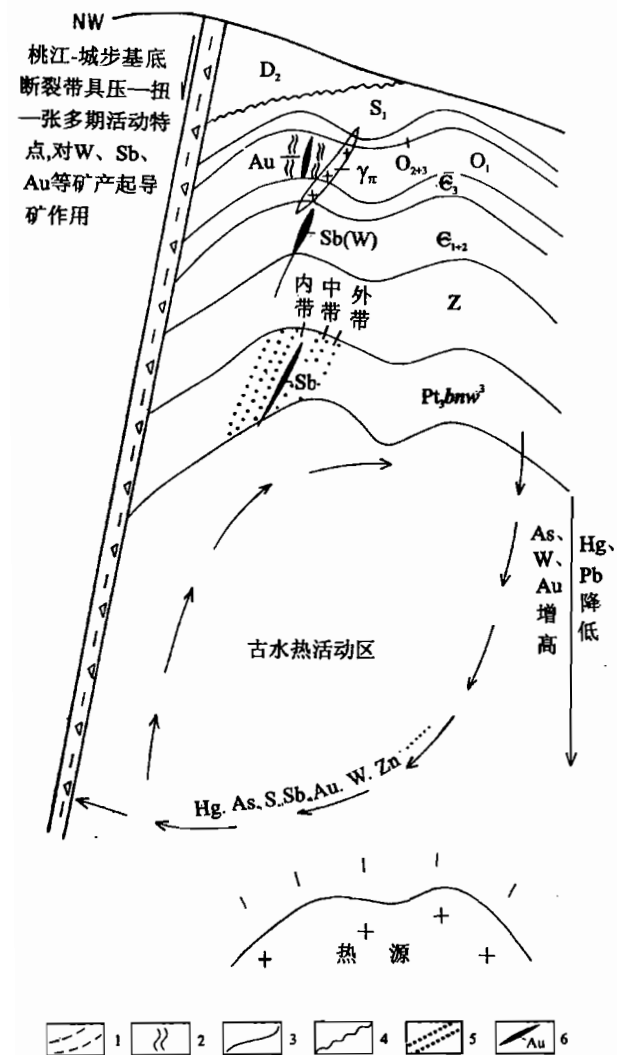 NW
桃江-城步基底
断裂带具压—扭
—张多期活动特
点,对W、Sb、
Au等矿产起导
矿作用
D₂
S₁
Au
γπ
O₂₊₃
O₁
Є₃
Sb(W)
Є₁₊₂
内带
中带
外带
Z
Sb
Pt₃bnw³
As、
W、
Au
增
高
Hg、
Pb
降
低
古水热活动区
Hg. As. S. Sb. Au. W. Zn
热 源
1
2
3
4
5
Au
6